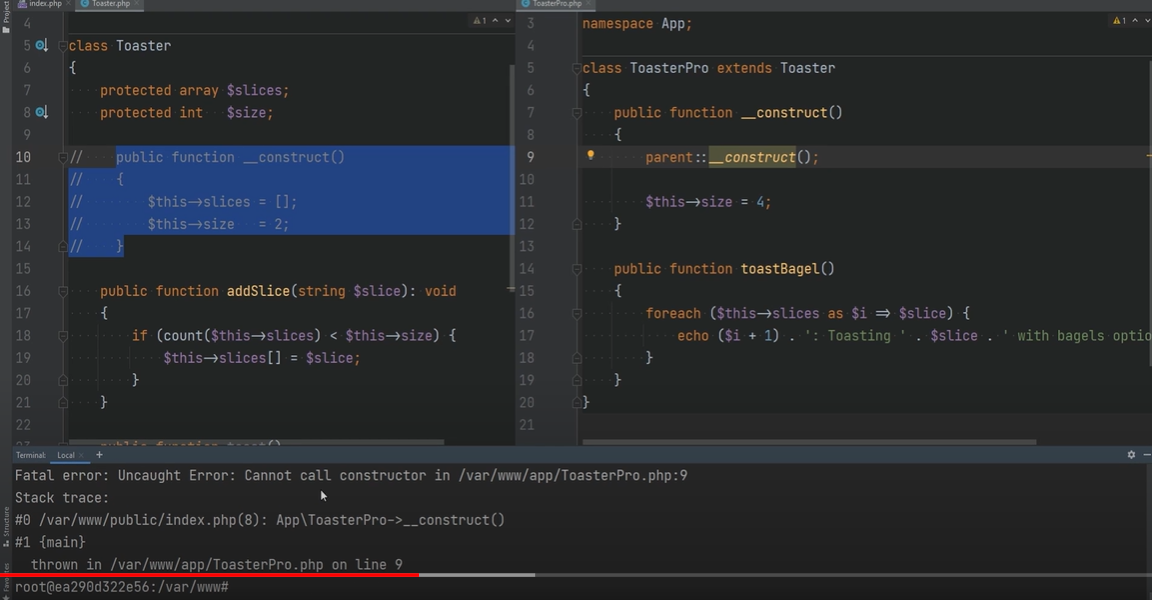 Project
index.php
Toaster.php
ToasterPro.php
4
5 class Toaster
6 {
7 protected array $slices;
8 protected int $size;
9
10 // public function __construct()
11 // {
12 // $this->slices = [];
13 // $this->size = 2;
14 // }
15
16 public function addSlice(string $slice): void
17 {
18 if (count($this->slices) < $this->size) {
19 $this->slices[] = $slice;
20 }
21 }
22
1
3 namespace App;
1
4
5 class ToasterPro extends Toaster
6 {
7 public function __construct()
8 {
9 parent::__construct();
10
11 $this->size = 4;
12 }
13
14 public function toastBagel()
15 {
16 foreach ($this->slices as $i => $slice) {
17 echo ($i + 1) . ': Toasting ' . $slice . ' with bagels optio
18 }
19 }
20 }
21
Terminal: Local +
Fatal error: Uncaught Error: Cannot call constructor in /var/www/app/ToasterPro.php:9
Stack trace:
#0 /var/www/public/index.php(8): App\ToasterPro->__construct()
#1 {main}
thrown in /var/www/app/ToasterPro.php on line 9
root@ea290d322e56:/var/www#
Structure
Favorites